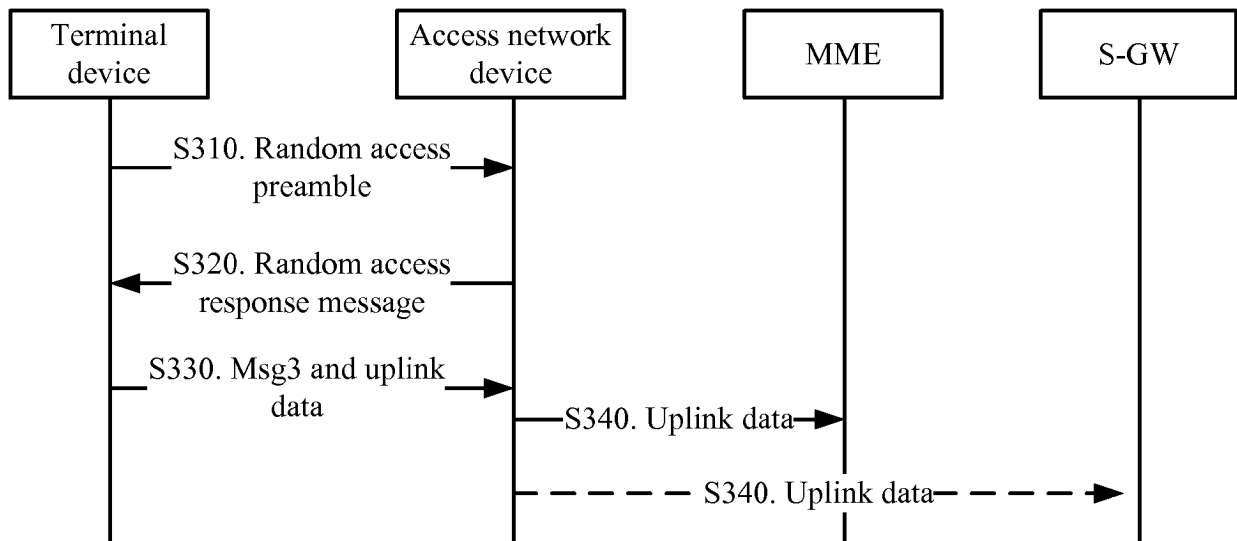 Terminal
device
Access network
device
MME
S-GW
S310. Random access
preamble
S320. Random access
response message
S330. Msg3 and uplink
data
S340. Uplink data
S340. Uplink data